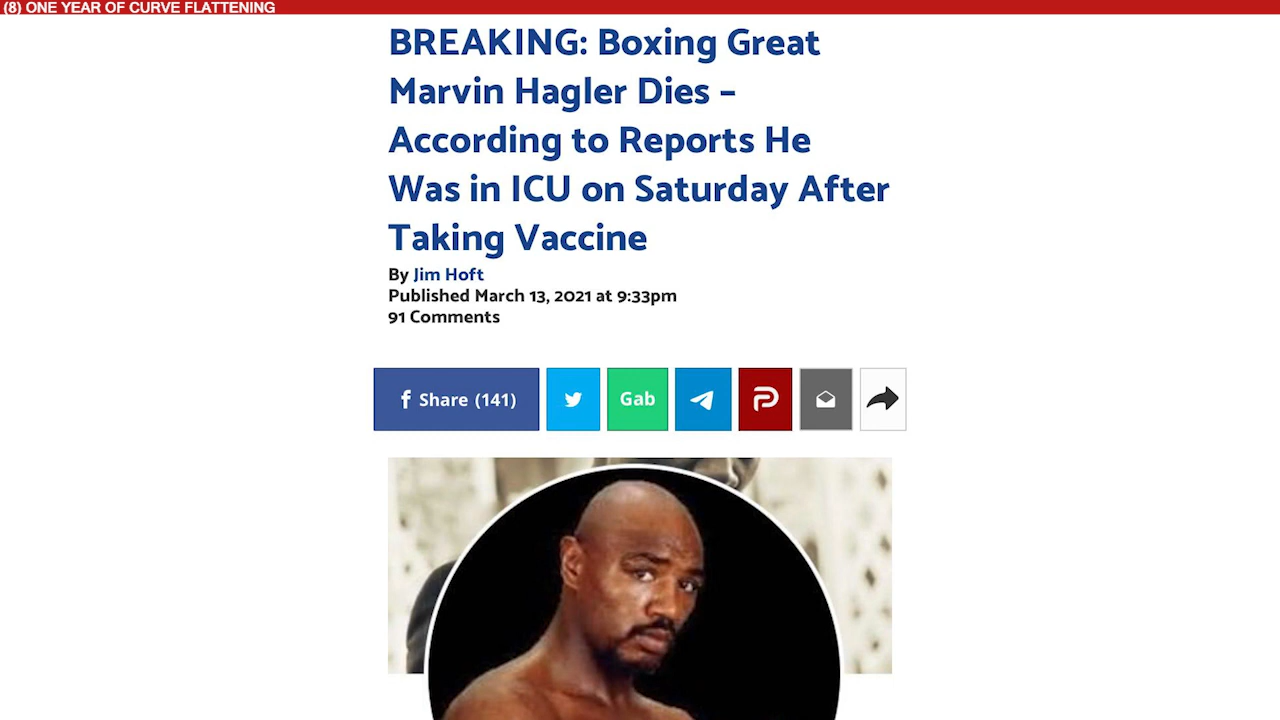 (8) ONE YEAR OF CURVE FLATTENING
BREAKING: Boxing Great
Marvin Hagler Dies –
According to Reports He
Was in ICU on Saturday After
Taking Vaccine
By Jim Hoft
Published March 13, 2021 at 9:33pm
91 Comments
Share (141)
Gab